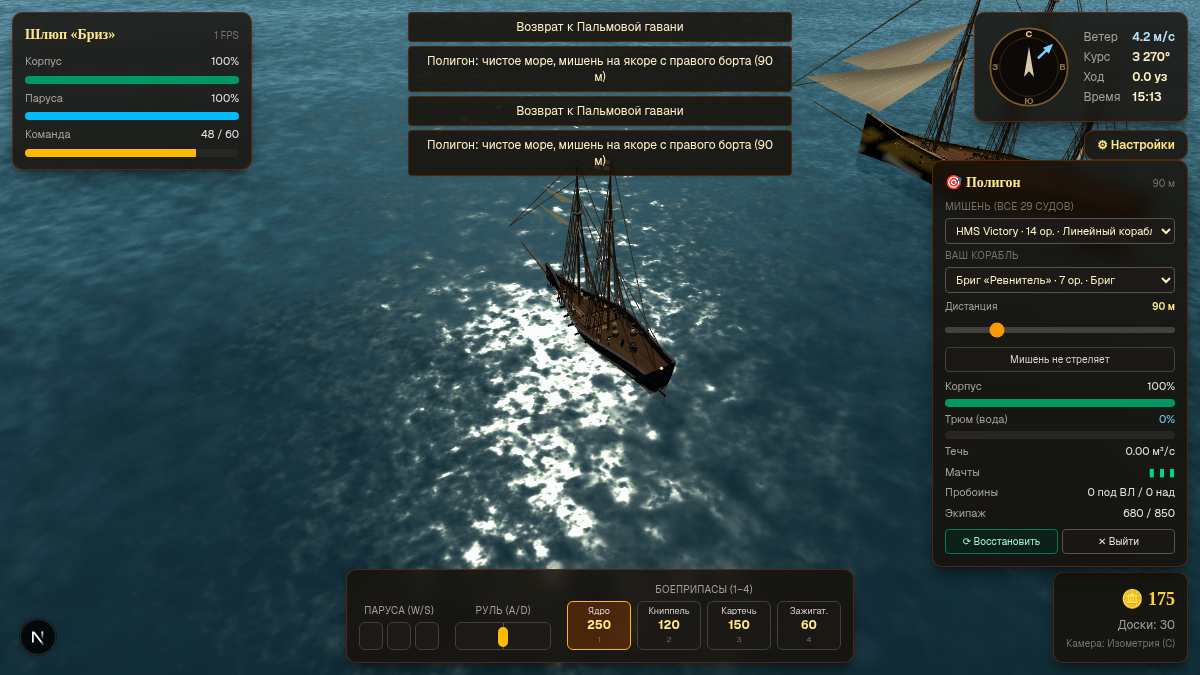 Шлюп «Бриз»
1 FPS
Корпус 100%
Паруса 100%
Команда 48 / 60
Возврат к Пальмовой гавани
Полигон: чистое море, мишень на якоре с правого борта (90
м)
Возврат к Пальмовой гавани
Полигон: чистое море, мишень на якоре с правого борта (90
м)
С
З В
Ю
Ветер 4.2 м/с
Курс З 270°
Ход 0.0 уз
Время 15:13
⚙ Настройки
🎯 Полигон 90 м
МИШЕНЬ (ВСЕ 29 СУДОВ)
HMS Victory · 14 ор. · Линейный корабл
ВАШ КОРАБЛЬ
Бриг «Ревнитель» · 7 ор. · Бриг
Дистанция 90 м
Мишень не стреляет
Корпус 100%
Трюм (вода) 0%
Течь 0.00 м³/с
Мачты
Пробоины 0 под ВЛ / 0 над
Экипаж 680 / 850
⟳ Восстановить ✕ Выйти
ПАРУСА (W/S)
РУЛЬ (A/D)
БОЕПРИПАСЫ (1–4)
Ядро
250
1
Книппель
120
2
Картечь
150
3
Зажигат.
60
4
175
Доски: 30
Камера: Изометрия (C)
N